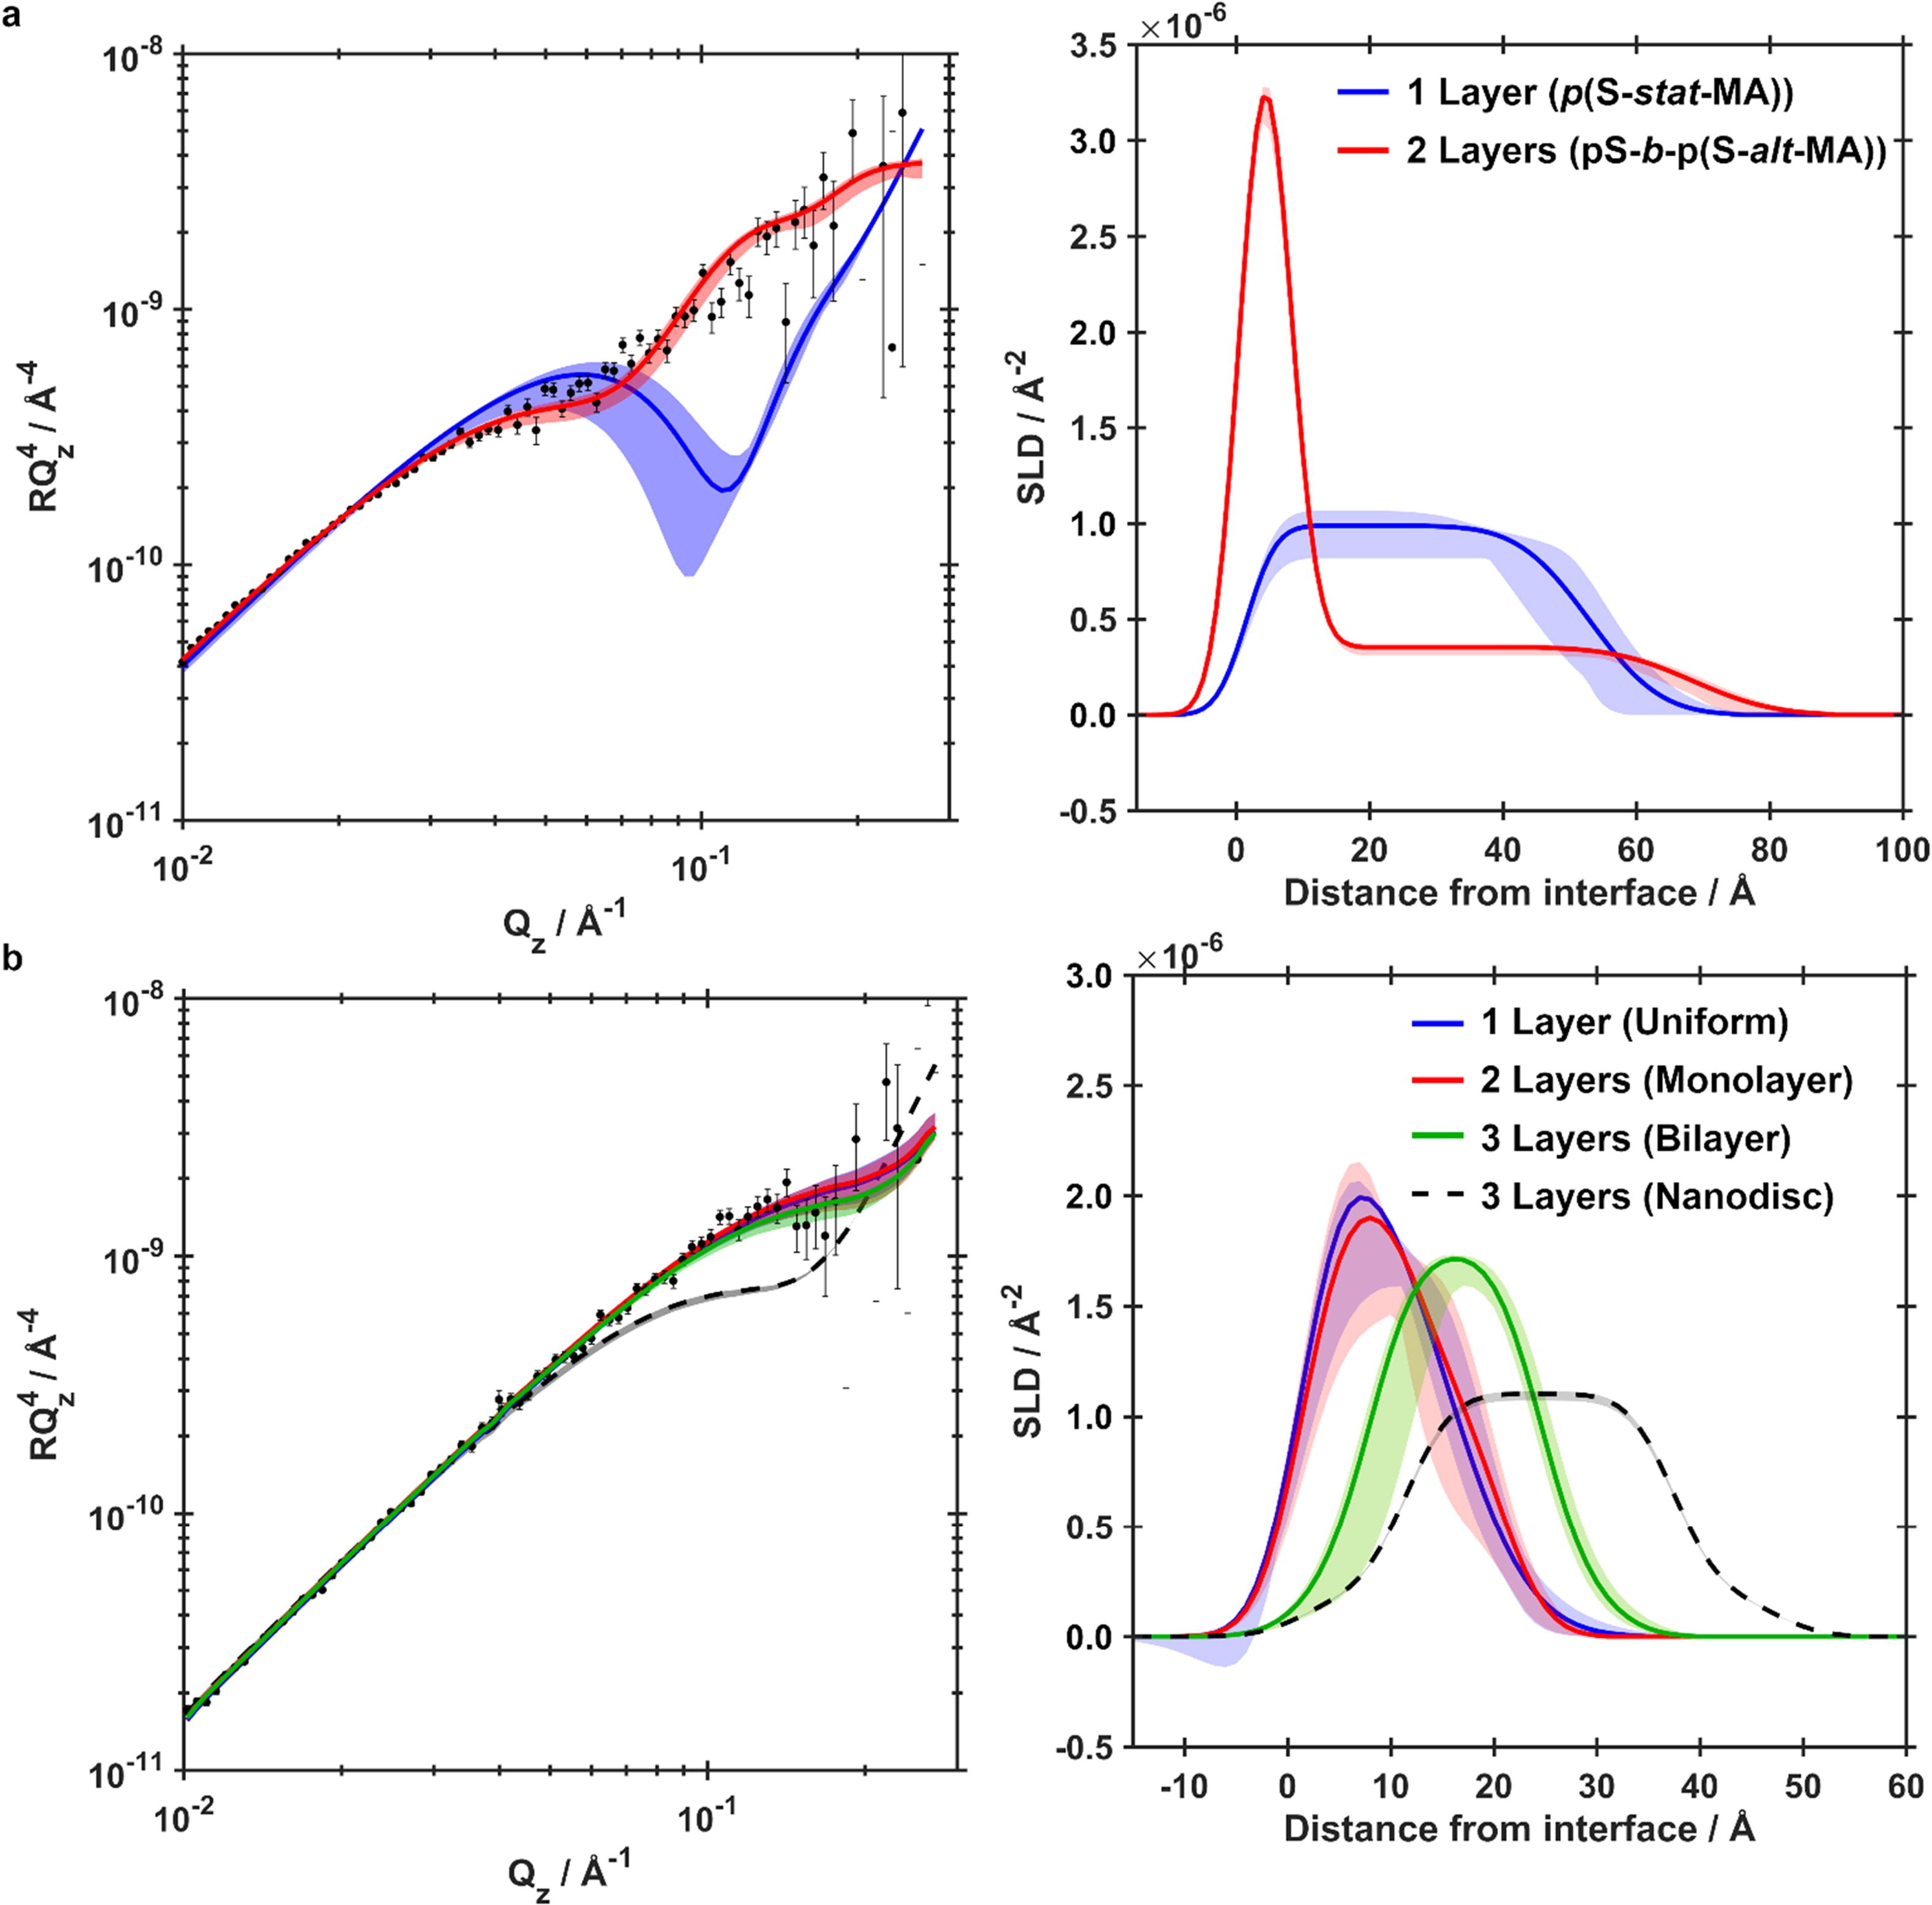 a
10-8
10-9
10-10
10-11
10-2
10-1
RQz4 / Å-4
Qz / Å-1
×10-6
3.5
3.0
2.5
2.0
1.5
1.0
0.5
0.0
-0.5
SLD / Å-2
1 Layer (p(S-stat-MA))
2 Layers (pS-b-p(S-alt-MA))
0 20 40 60 80 100
Distance from interface / Å
b
10-8
10-9
10-10
10-11
10-2
10-1
RQz4 / Å-4
Qz / Å-1
×10-6
3.0
2.5
2.0
1.5
1.0
0.5
0.0
-0.5
SLD / Å-2
1 Layer (Uniform)
2 Layers (Monolayer)
3 Layers (Bilayer)
3 Layers (Nanodisc)
-10 0 10 20 30 40 50 60
Distance from interface / Å